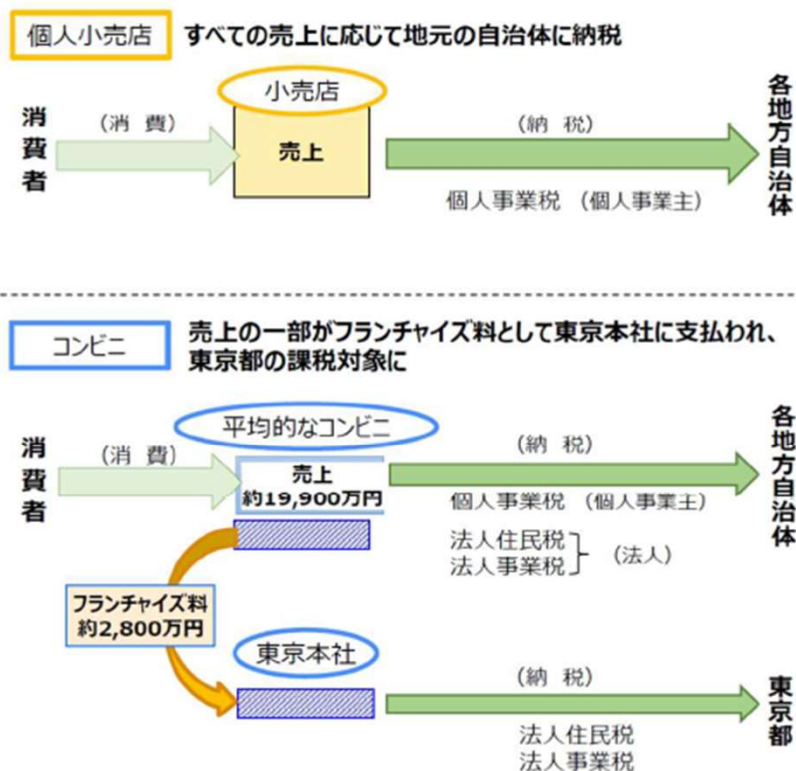 個人小売店
すべての売上に応じて地元の自治体に納税
小売店
消費者
(消 費)
売上
(納 税)
個人事業税 (個人事業主)
各地方自治体
コンビニ
売上の一部がフランチャイズ料として東京本社に支払われ、
東京都の課税対象に
平均的なコンビニ
消費者
(消 費)
売上
約19,900万円
(納 税)
個人事業税 (個人事業主)
法人住民税
法人事業税
(法人)
各地方自治体
フランチャイズ料
約2,800万円
東京本社
(納 税)
法人住民税
法人事業税
東京都